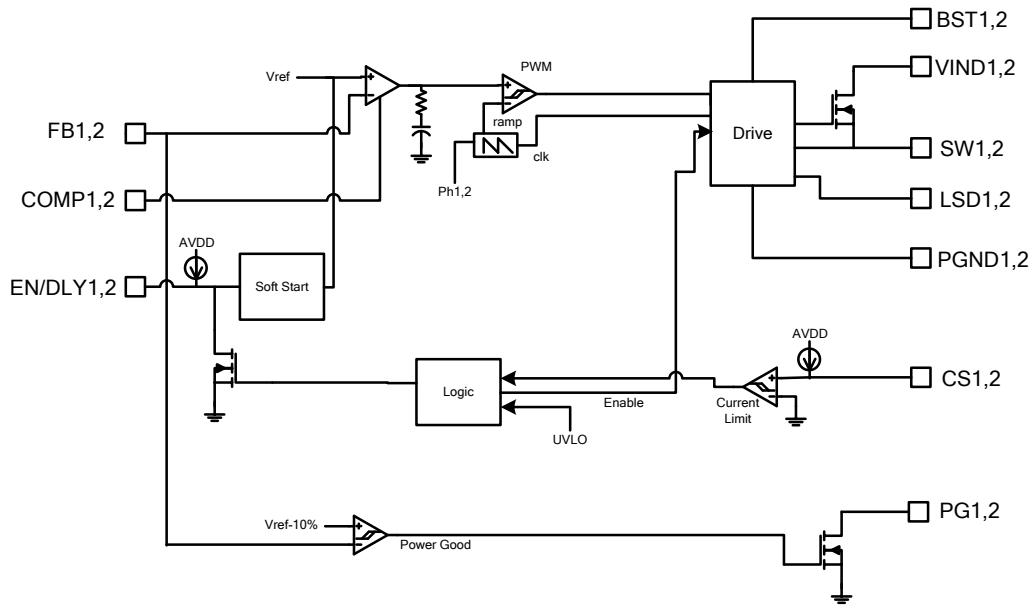 BST1,2
VIND1,2
PWM
Vref
FB1,2
Drive
ramp
SW1,2
clk
Ph1,2
COMP1,2
LSD1,2
AVDD
PGND1,2
EN/DLY1,2
Soft Start
AVDD
CS1,2
Logic
Enable
Current
Limit
UVLO
PG1,2
Vref-10%
Power Good